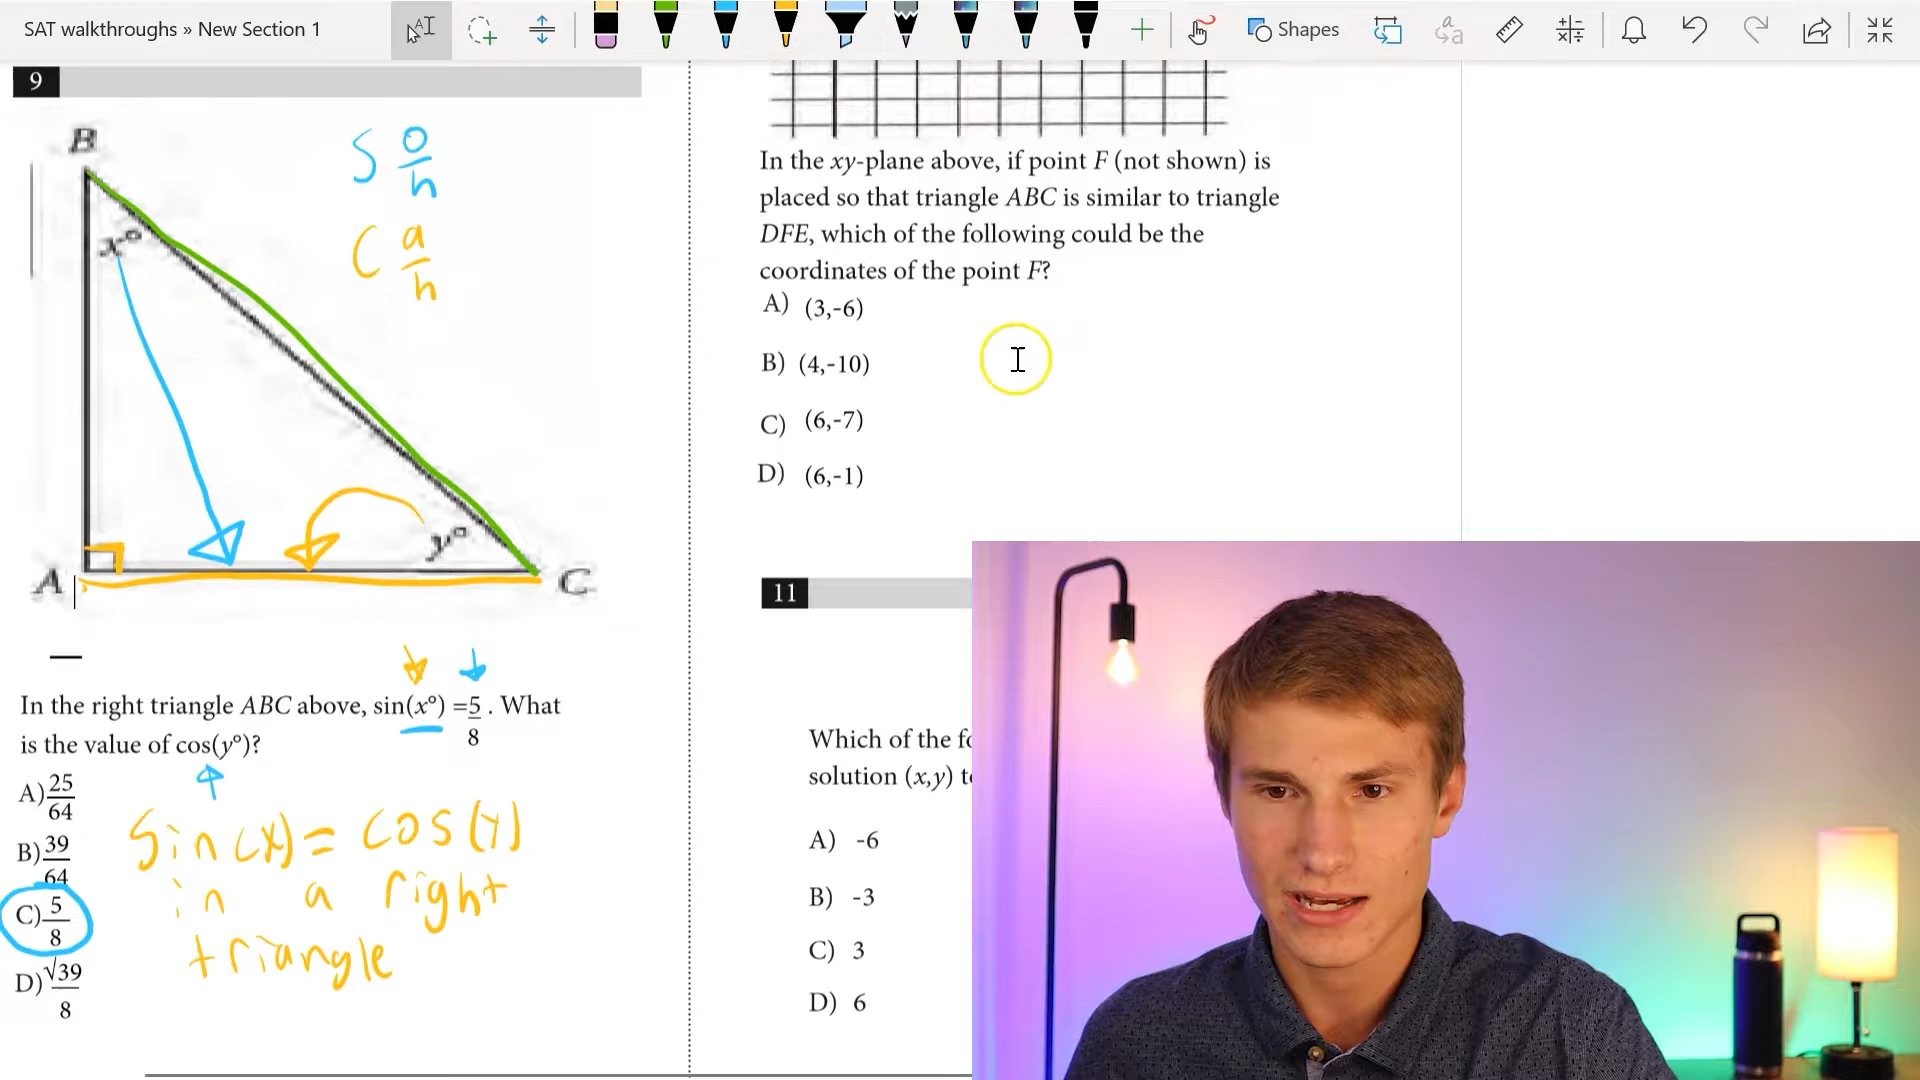 SAT walkthroughs » New Section 1
Shapes
9
B
x°
y°
A
C
S o/h
C a/h
In the right triangle ABC above, sin(x°) = 5/8 . What
is the value of cos(y°)?
A) 25/64
B) 39/64
C) 5/8
D) √39/8
Sin(x) = cos(y)
in a right
triangle
In the xy-plane above, if point F (not shown) is
placed so that triangle ABC is similar to triangle
DFE, which of the following could be the
coordinates of the point F?
A) (3,-6)
B) (4,-10)
C) (6,-7)
D) (6,-1)
11
Which of the
solution (x,y)
A) -6
B) -3
C) 3
D) 6